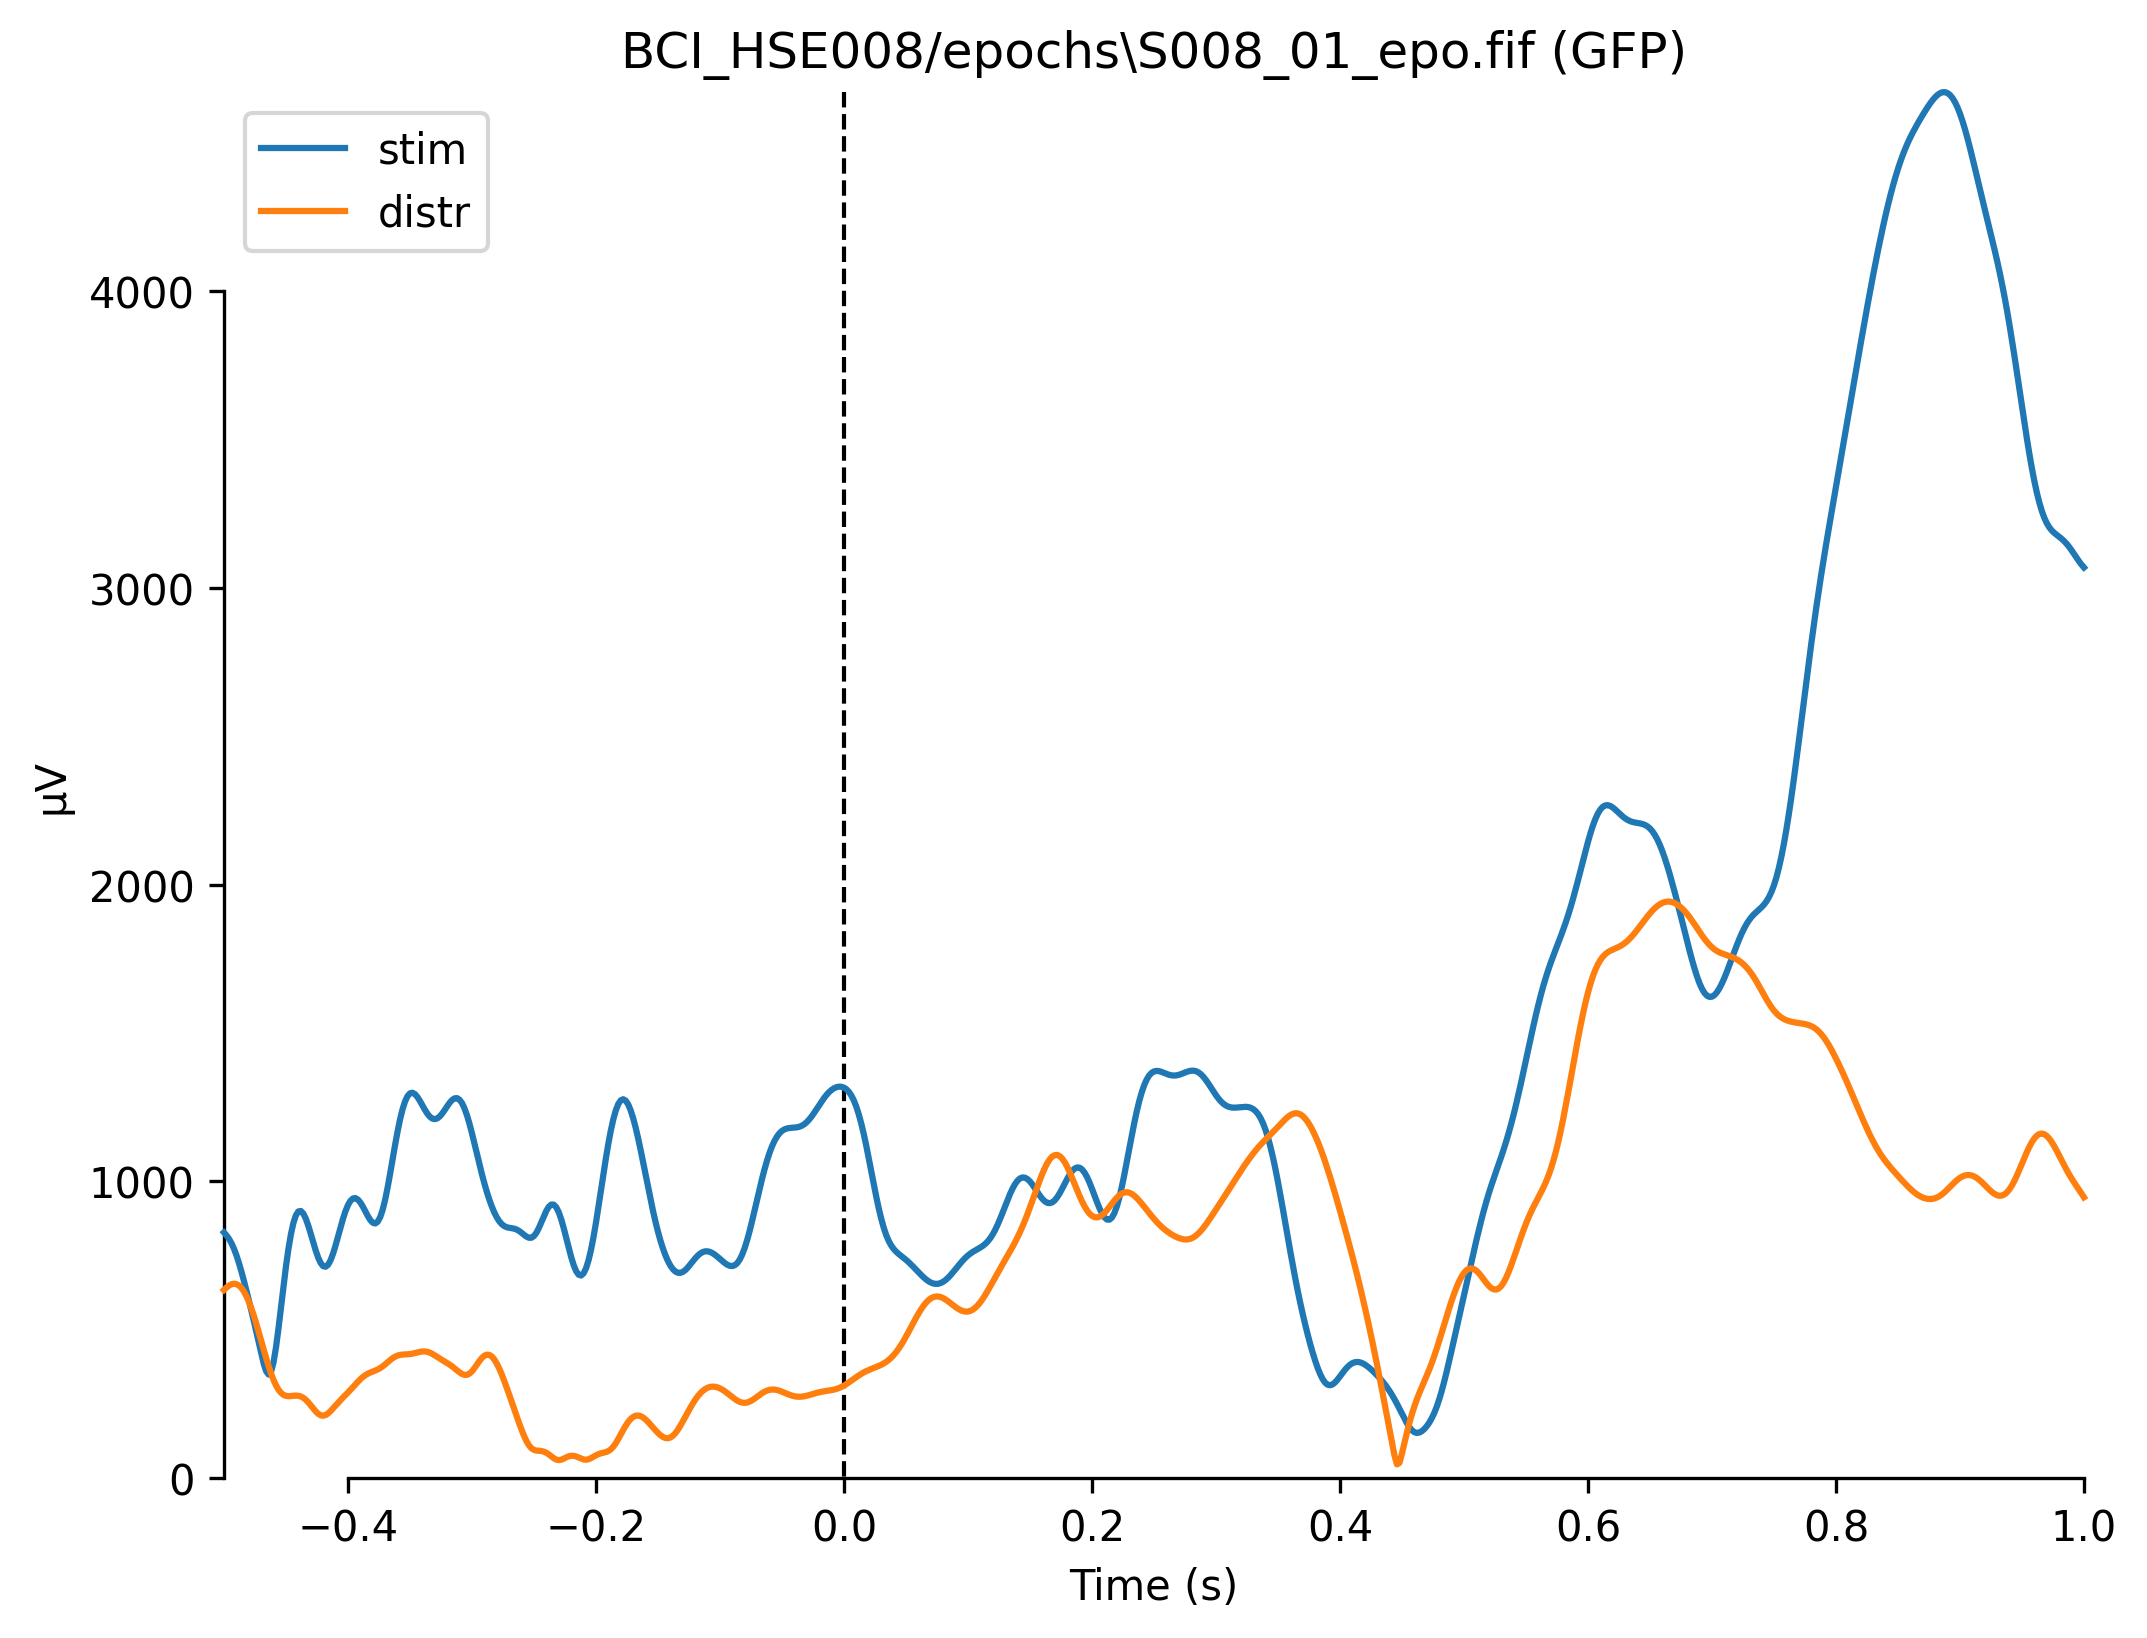 BCI_HSE008/epochs\S008_01_epo.fif (GFP)
stim
distr
4000
3000
2000
1000
0
µV
−0.4 −0.2 0.0 0.2 0.4 0.6 0.8 1.0
Time (s)